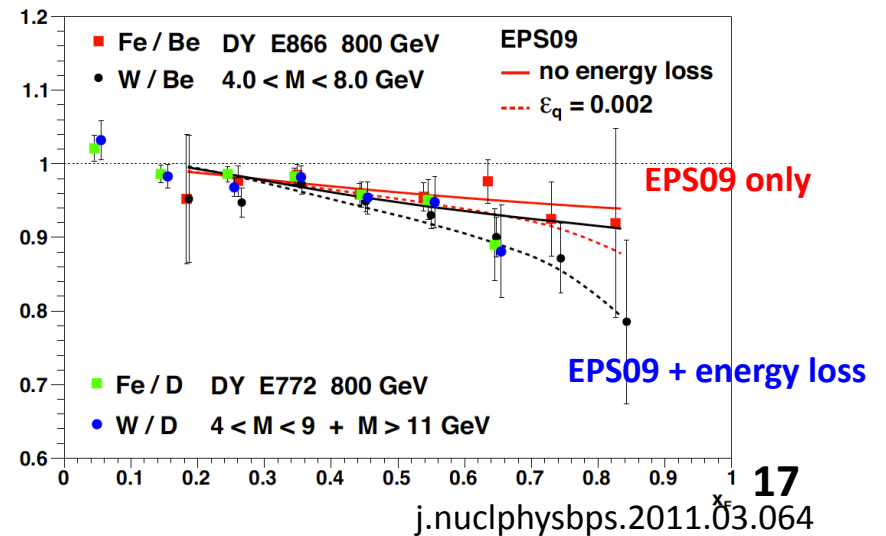 1.2
Fe / Be DY E866 800 GeV
W / Be 4.0 < M < 8.0 GeV
EPS09
no energy loss
εq = 0.002
1.1
1
EPS09 only
0.9
0.8
EPS09 + energy loss
Fe / D DY E772 800 GeV
0.7
W / D 4 < M < 9 + M > 11 GeV
0.6
0 0.1 0.2 0.3 0.4 0.5 0.6 0.7 0.8 0.9 1
xF
17
j.nuclphysbps.2011.03.064